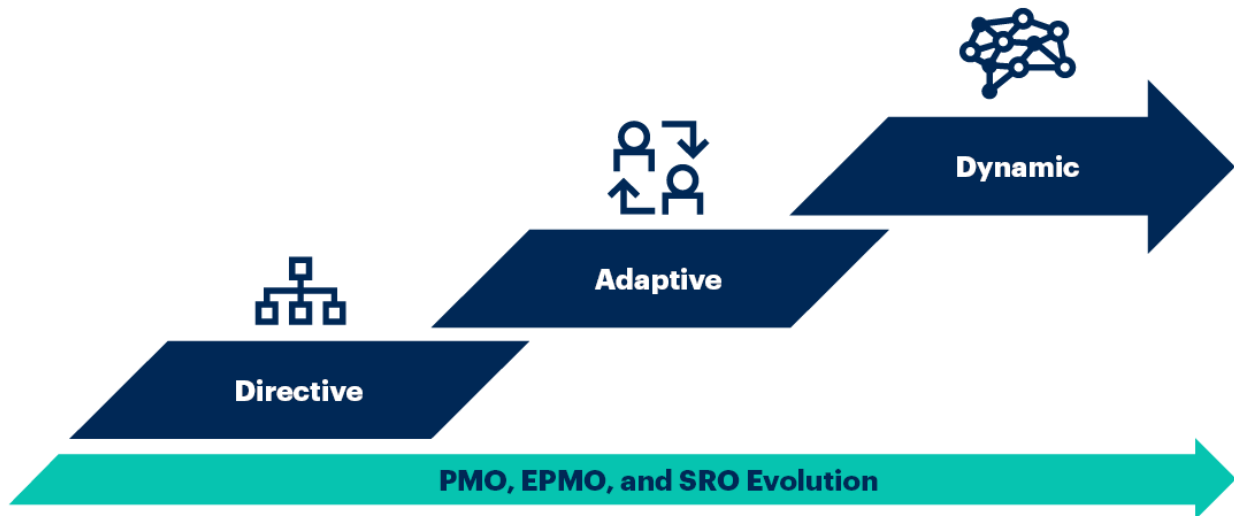 Dynamic
Adaptive
Directive
PMO, EPMO, and SRO Evolution